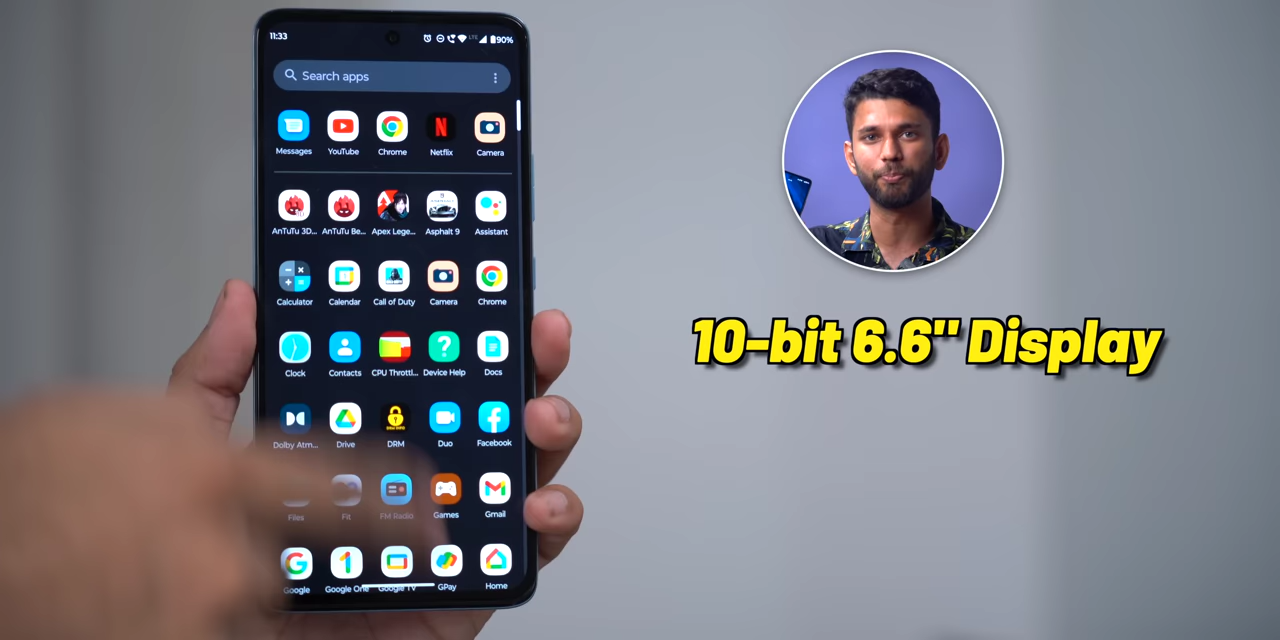 11:33
LTE 90%
Search apps
Messages YouTube Chrome Netflix Camera
AnTuTu 3D... AnTuTu Be... Apex Lege... Asphalt 9 Assistant
Calculator Calendar Call of Duty Camera Chrome
Clock Contacts CPU Throttl... Device Help Docs
Dolby Atm... Drive DRM Duo Facebook
Files Fit FM Radio Games Gmail
Google Google One Google TV GPay Home
10-bit 6.6" Display